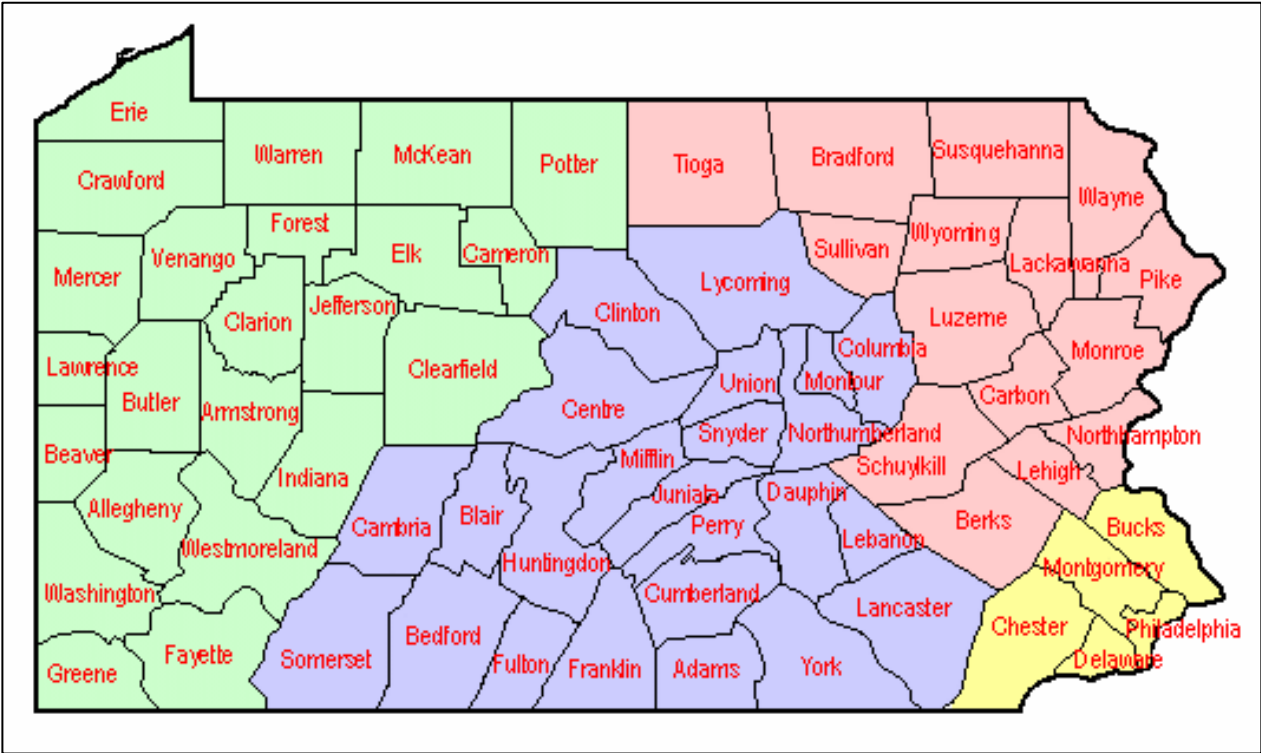 Erie
Warren
McKean
Potter
Tioga
Bradford
Susquehanna
Crawford
Wayne
Forest
Venango
Elk
Cameron
Sullivan
Wyoming
Lackawanna
Pike
Mercer
Jefferson
Lycoming
Clarion
Clinton
Luzerne
Columbia
Monroe
Lawrence
Butler
Clearfield
Union
Montour
Carbon
Armstrong
Centre
Snyder
Northumberland
Northhampton
Beaver
Indiana
Mifflin
Schuylkill
Lehigh
Allegheny
Juniala
Dauphin
Cambria
Blair
Perry
Berks
Bucks
Westmoreland
Huntingdon
Lebanon
Montgomery
Washington
Cumberland
Lancaster
Philadelphia
Chester
Greene
Fayette
Somerset
Bedford
Fulton
Franklin
Adams
York
Delaware